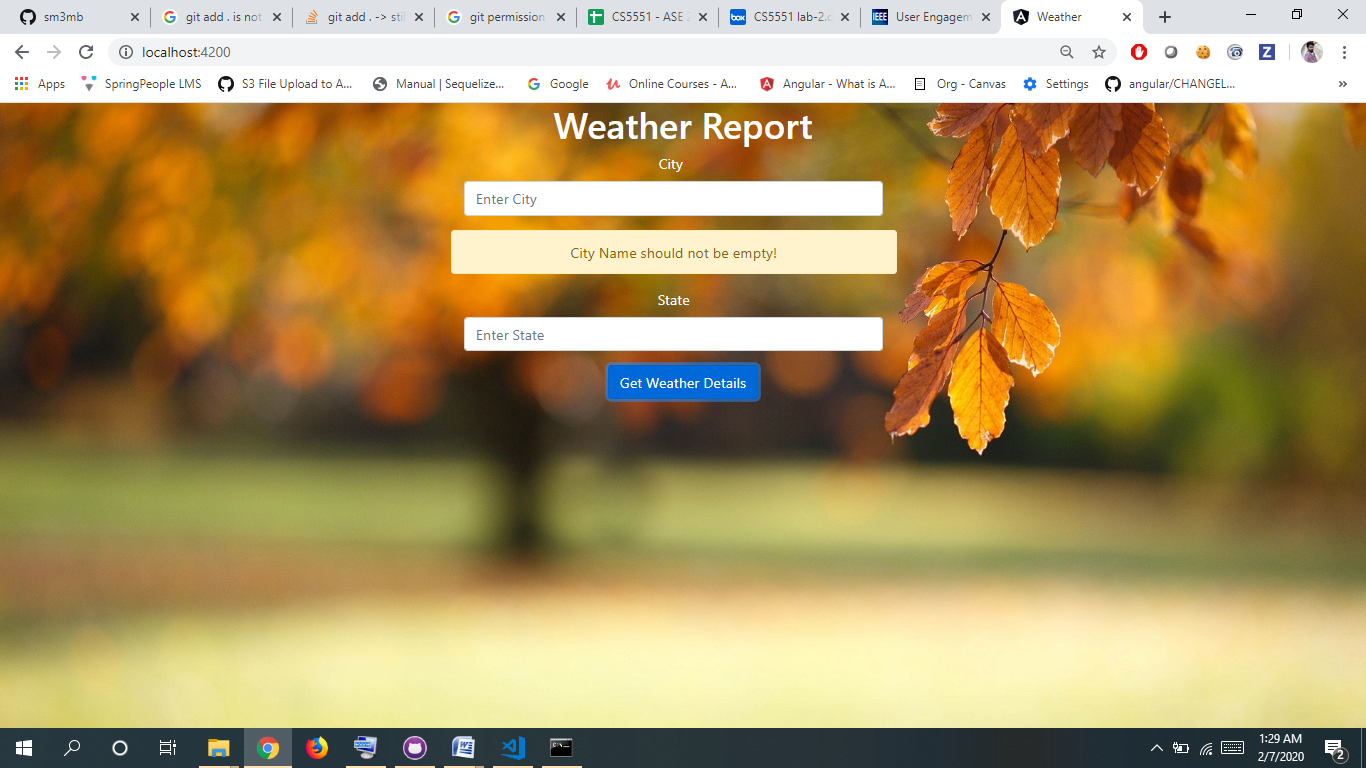 sm3mb
git add . is not
git add . -> stil
git permission
CS5551 - ASE 2
CS5551 lab-2.c
IEEE
User Engagem
Weather
localhost:4200
Apps
SpringPeople LMS
S3 File Upload to A...
Manual | Sequelize...
Google
Online Courses - A...
Angular - What is A...
Org - Canvas
Settings
angular/CHANGEL...
»
Weather Report
City
Enter City
City Name should not be empty!
State
Enter State
Get Weather Details
1:29 AM
2/7/2020
2